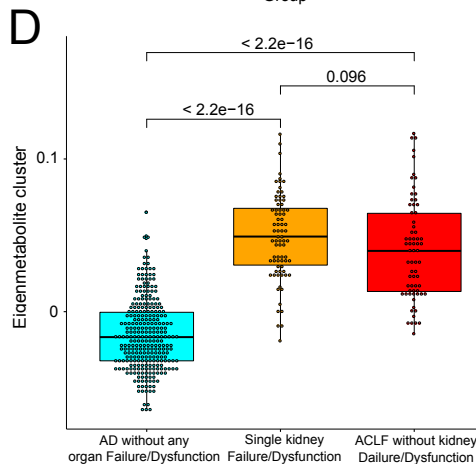 Group
D
< 2.2e−16
0.096
< 2.2e−16
Eigenmetabolite cluster
0.1
0
AD without any
organ Failure/Dysfunction
Single kidney
Failure/Dysfunction
ACLF without kidney
Dailure/Dysfunction